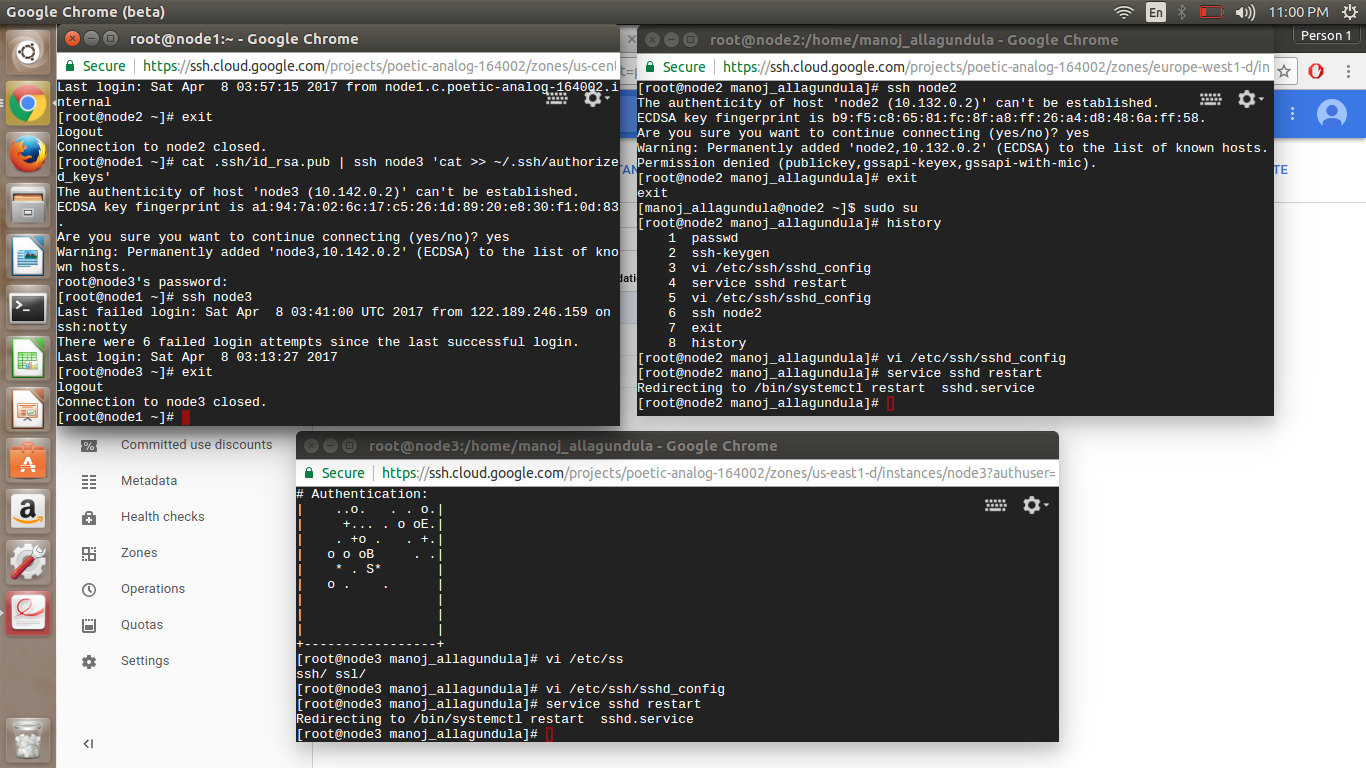 Google Chrome (beta)
En
11:00 PM
Person 1
root@node1:~ - Google Chrome
Secure
https://ssh.cloud.google.com/projects/poetic-analog-164002/zones/us-cent
Last login: Sat Apr  8 03:57:15 2017 from node1.c.poetic-analog-164002.i
nternal
[root@node2 ~]# exit
logout
Connection to node2 closed.
[root@node1 ~]# cat .ssh/id_rsa.pub | ssh node3 'cat >> ~/.ssh/authorize
d_keys'
The authenticity of host 'node3 (10.142.0.2)' can't be established.
ECDSA key fingerprint is a1:94:7a:02:6c:17:c5:26:1d:89:20:e8:30:f1:0d:83
.
Are you sure you want to continue connecting (yes/no)? yes
Warning: Permanently added 'node3,10.142.0.2' (ECDSA) to the list of kno
wn hosts.
root@node3's password:
[root@node1 ~]# ssh node3
Last failed login: Sat Apr  8 03:41:00 UTC 2017 from 122.189.246.159 on
ssh:notty
There were 6 failed login attempts since the last successful login.
Last login: Sat Apr  8 03:13:27 2017
[root@node3 ~]# exit
logout
Connection to node3 closed.
[root@node1 ~]#
root@node2:/home/manoj_allagundula - Google Chrome
Secure
https://ssh.cloud.google.com/projects/poetic-analog-164002/zones/europe-west1-d/in
[root@node2 manoj_allagundula]# ssh node2
The authenticity of host 'node2 (10.132.0.2)' can't be established.
ECDSA key fingerprint is b9:f5:c8:65:81:fc:8f:a8:ff:26:a4:d8:48:6a:ff:58.
Are you sure you want to continue connecting (yes/no)? yes
Warning: Permanently added 'node2,10.132.0.2' (ECDSA) to the list of known hosts.
Permission denied (publickey,gssapi-keyex,gssapi-with-mic).
[root@node2 manoj_allagundula]# exit
exit
[manoj_allagundula@node2 ~]$ sudo su
[root@node2 manoj_allagundula]# history
1  passwd
2  ssh-keygen
3  vi /etc/ssh/sshd_config
4  service sshd restart
5  vi /etc/ssh/sshd_config
6  ssh node2
7  exit
8  history
[root@node2 manoj_allagundula]# vi /etc/ssh/sshd_config
[root@node2 manoj_allagundula]# service sshd restart
Redirecting to /bin/systemctl restart  sshd.service
[root@node2 manoj_allagundula]#
TE
Committed use discounts
Metadata
Health checks
Zones
Operations
Quotas
Settings
root@node3:/home/manoj_allagundula - Google Chrome
Secure
https://ssh.cloud.google.com/projects/poetic-analog-164002/zones/us-east1-d/instances/node3?authuser=
# Authentication:
|    ..o.   . . o.|
|     +... . o oE.|
|    . +o .   . +.|
|   o o oB     . .|
|    * . S*       |
|   o .    .      |
|                 |
|                 |
|                 |
+-----------------+
[root@node3 manoj_allagundula]# vi /etc/ss
ssh/ ssl/
[root@node3 manoj_allagundula]# vi /etc/ssh/sshd_config
[root@node3 manoj_allagundula]# service sshd restart
Redirecting to /bin/systemctl restart  sshd.service
[root@node3 manoj_allagundula]#